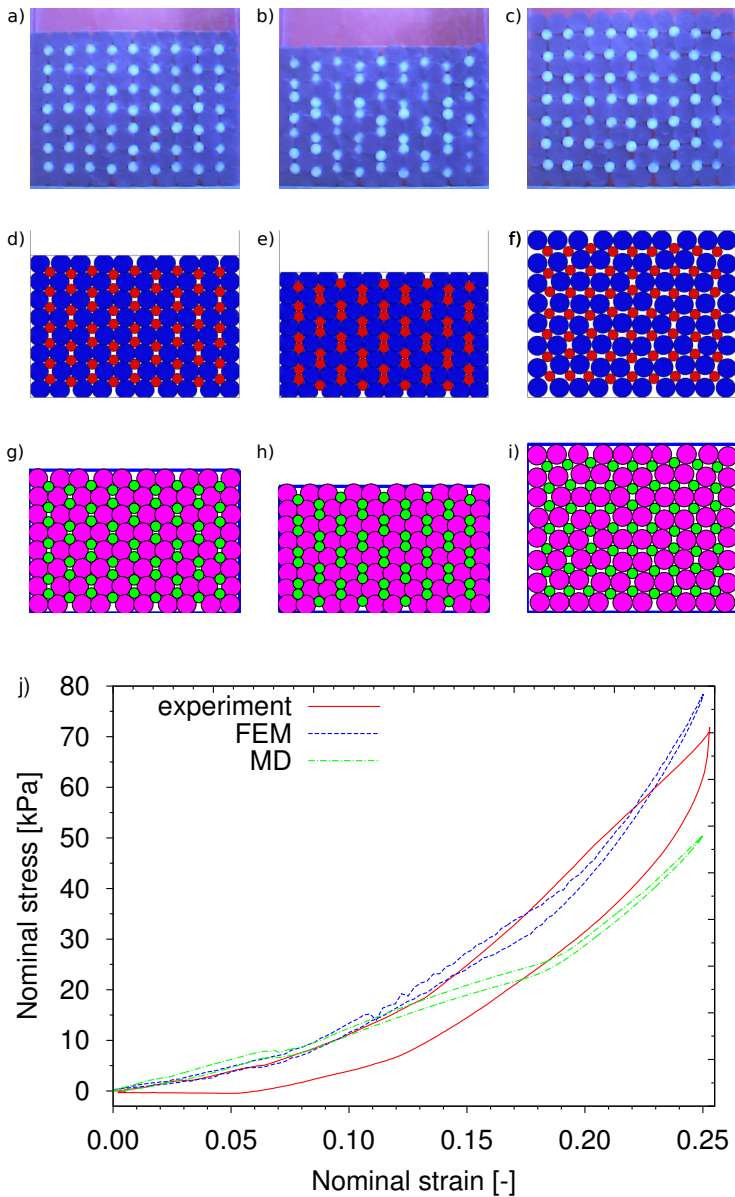 a)
b)
c)
d)
e)
f)
g)
h)
i)
j)
80
70
60
50
40
30
20
10
0
Nominal stress [kPa]
experiment
FEM
MD
0.00
0.05
0.10
0.15
0.20
0.25
Nominal strain [-]